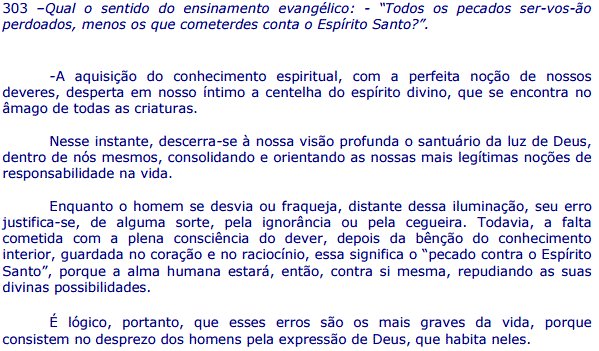 303 –Qual o sentido do ensinamento evangélico: - “Todos os pecados ser-vos-ão
perdoados, menos os que cometerdes conta o Espírito Santo?”.
-A aquisição do conhecimento espiritual, com a perfeita noção de nossos
deveres, desperta em nosso íntimo a centelha do espírito divino, que se encontra no
âmago de todas as criaturas.
Nesse instante, descerra-se à nossa visão profunda o santuário da luz de Deus,
dentro de nós mesmos, consolidando e orientando as nossas mais legítimas noções de
responsabilidade na vida.
Enquanto o homem se desvia ou fraqueja, distante dessa iluminação, seu erro
justifica-se, de alguma sorte, pela ignorância ou pela cegueira. Todavia, a falta
cometida com a plena consciência do dever, depois da bênção do conhecimento
interior, guardada no coração e no raciocínio, essa significa o “pecado contra o Espírito
Santo”, porque a alma humana estará, então, contra si mesma, repudiando as suas
divinas possibilidades.
É lógico, portanto, que esses erros são os mais graves da vida, porque
consistem no desprezo dos homens pela expressão de Deus, que habita neles.